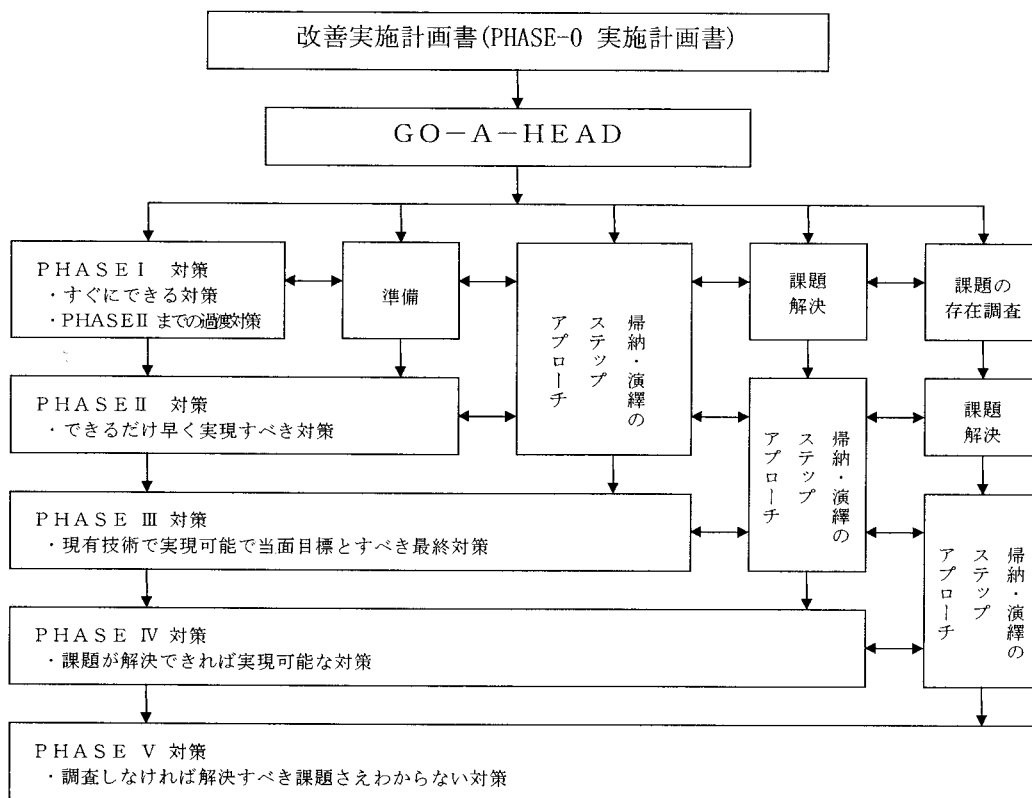 改善実施計画書(PHASE-0 実施計画書)
GO-A-HEAD
PHASEⅠ 対策
・すぐにできる対策
・PHASEⅡまでの過度対策
準備
帰納・演繹の
ステップ
アプローチ
課題
解決
課題の
存在調査
PHASEⅡ 対策
・できるだけ早く実現すべき対策
帰納・演繹の
ステップ
アプローチ
課題
解決
PHASE Ⅲ 対策
・現有技術で実現可能で当面目標とすべき最終対策
帰納・演繹の
ステップ
アプローチ
PHASE Ⅳ 対策
・課題が解決できれば実現可能な対策
PHASE Ⅴ 対策
・調査しなければ解決すべき課題さえわからない対策